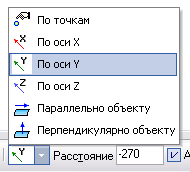 По точкам
По оси X
По оси Y
По оси Z
Параллельно объекту
Перпендикулярно объекту
Y Расстояние -270